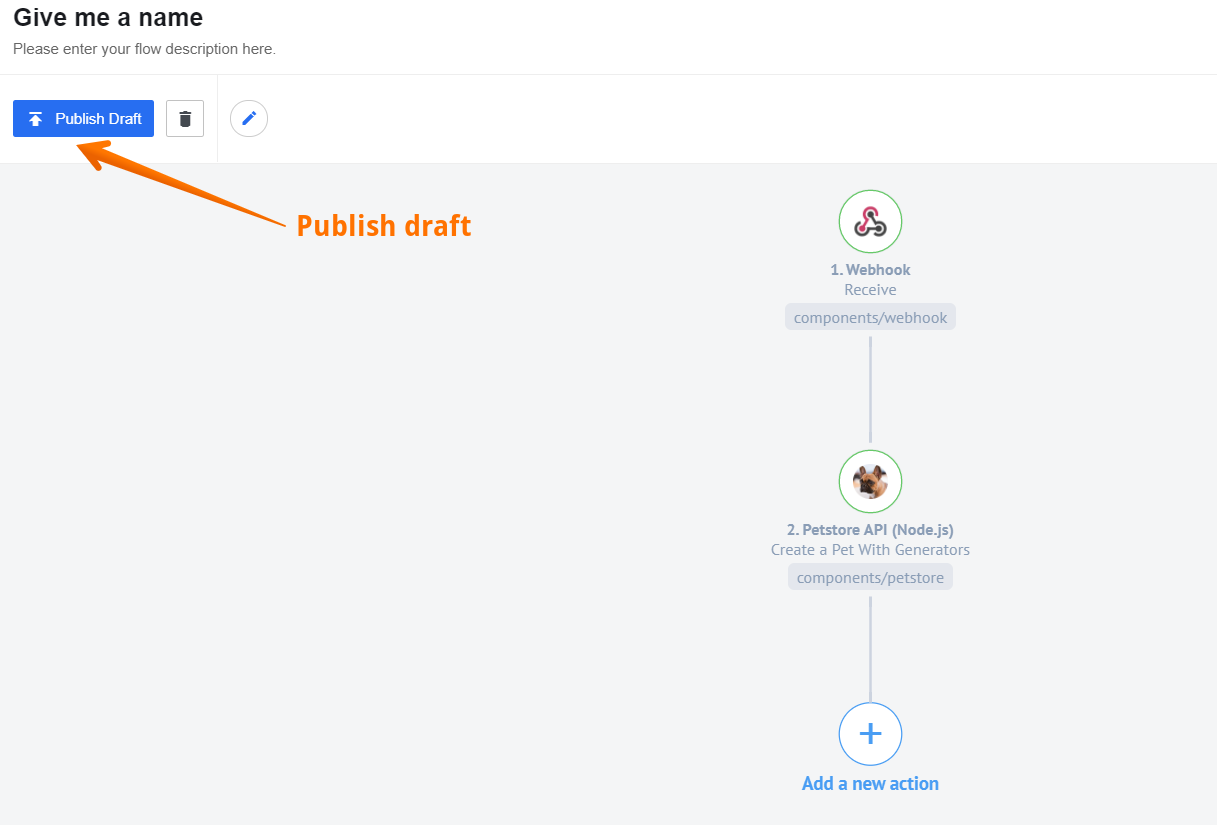 Give me a name
Please enter your flow description here.
Publish Draft
Publish draft
1. Webhook
Receive
components/webhook
2. Petstore API (Node.js)
Create a Pet With Generators
components/petstore
Add a new action